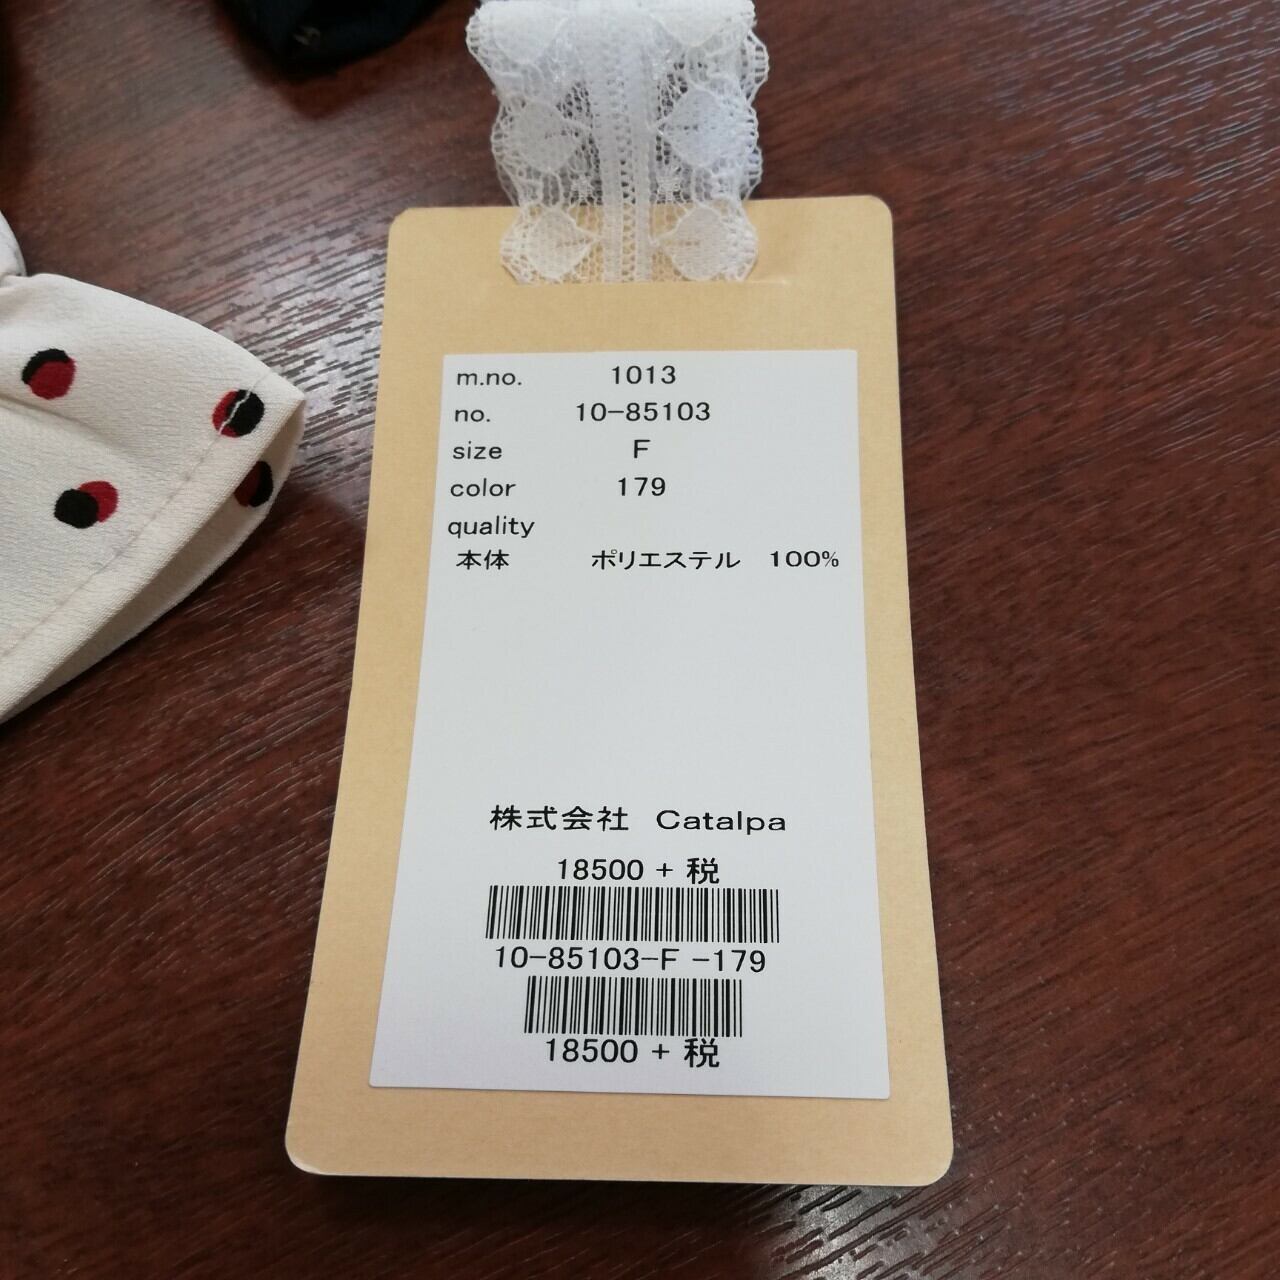 m.no. 1013
no. 10-85103
size F
color 179
quality
本体 ポリエステル 100%
株式会社 Catalpa
18500 + 税
10-85103-F -179
18500 + 税